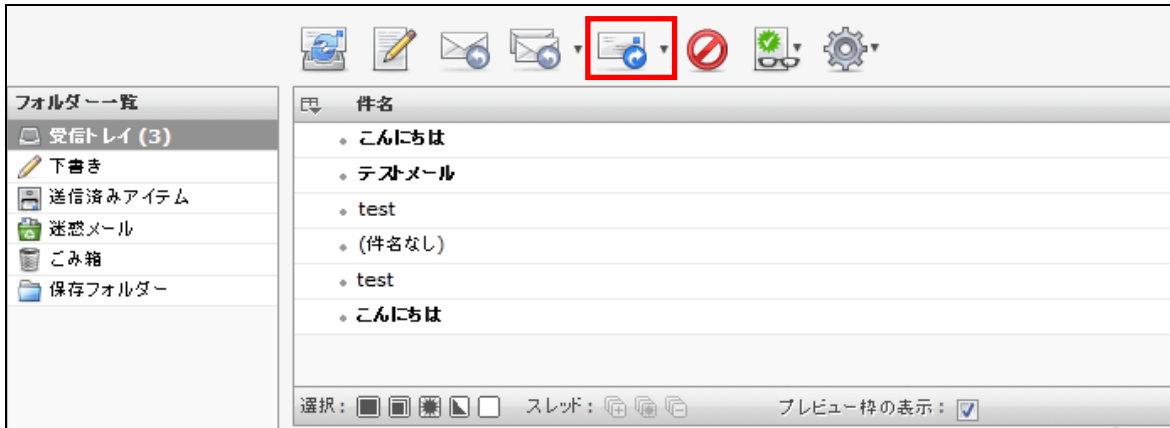 フォルダー一覧
受信トレイ (3)
下書き
送信済みアイテム
迷惑メール
ごみ箱
保存フォルダー
件名
こんにちは
テストメール
test
(件名なし)
test
こんにちは
選択: スレッド: プレビュー枠の表示: